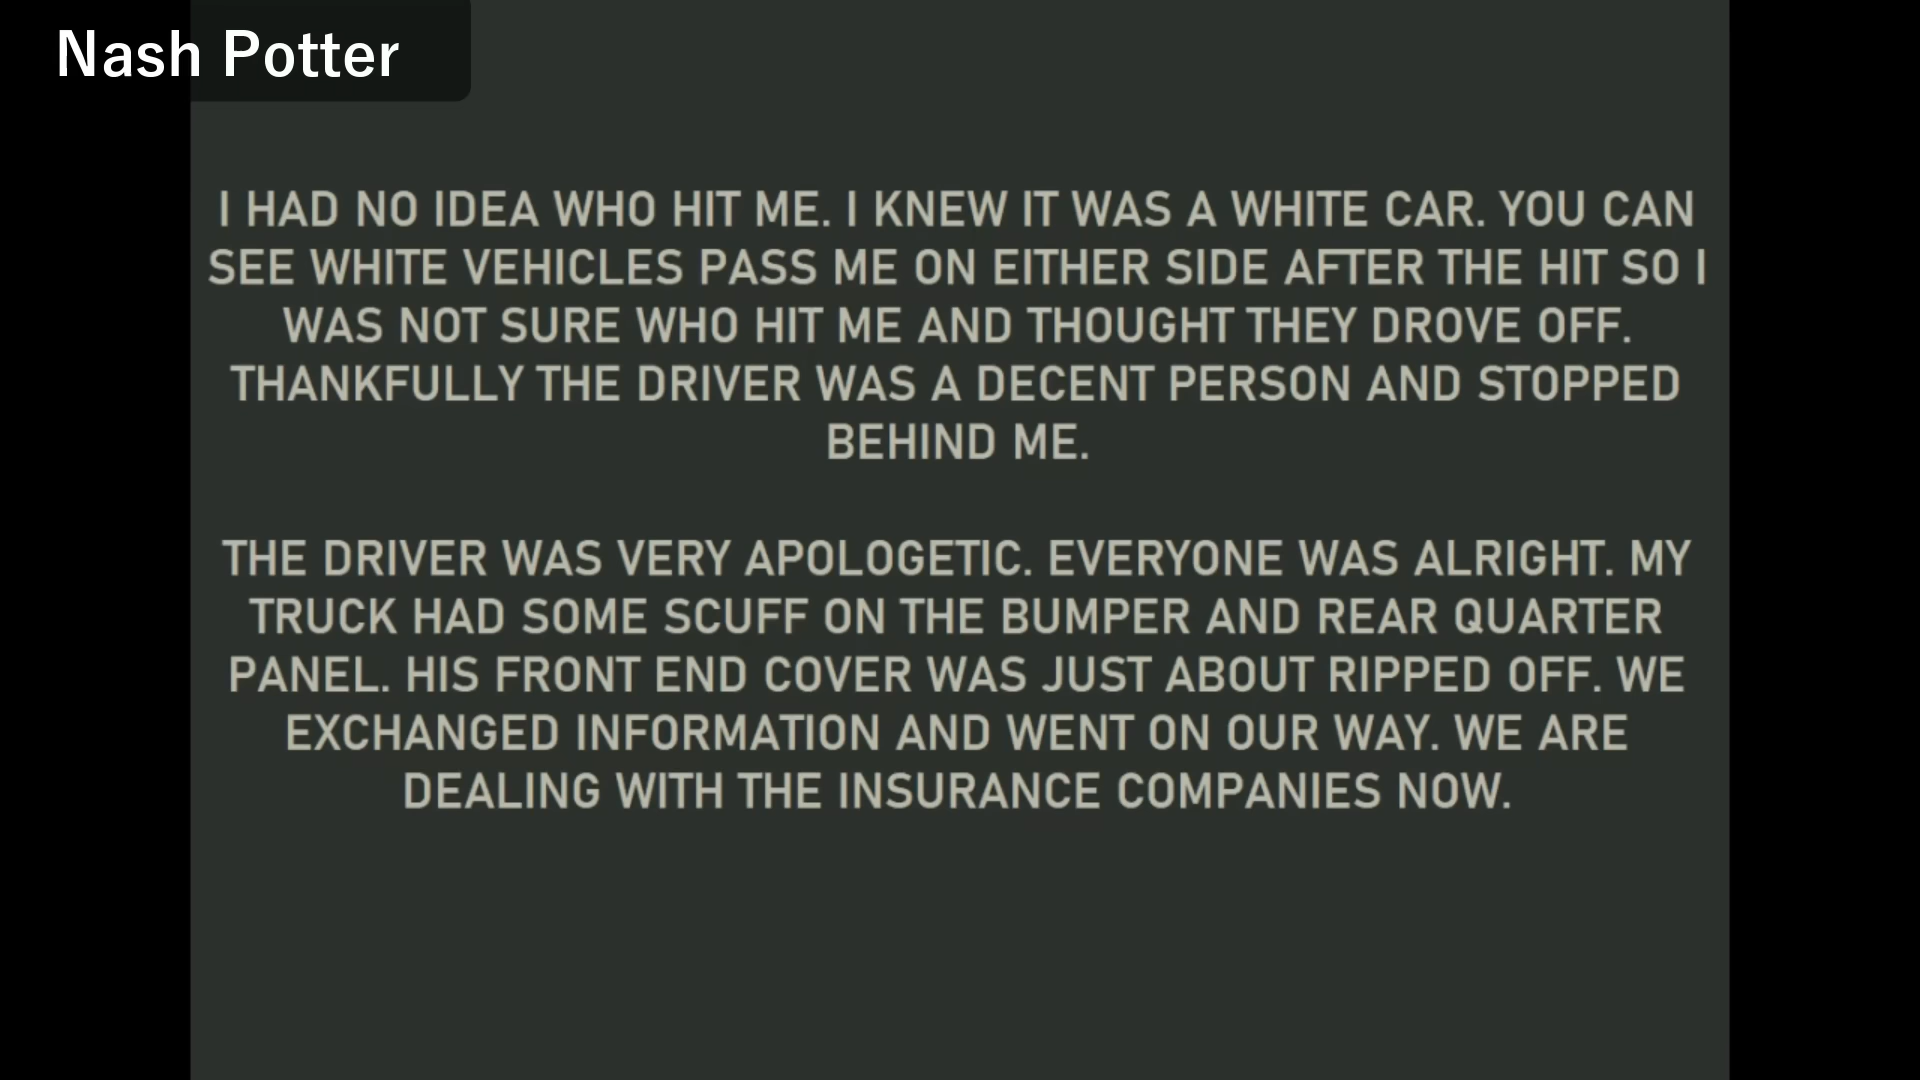 Nash Potter
I HAD NO IDEA WHO HIT ME. I KNEW IT WAS A WHITE CAR. YOU CAN
SEE WHITE VEHICLES PASS ME ON EITHER SIDE AFTER THE HIT SO I
WAS NOT SURE WHO HIT ME AND THOUGHT THEY DROVE OFF.
THANKFULLY THE DRIVER WAS A DECENT PERSON AND STOPPED
BEHIND ME.
THE DRIVER WAS VERY APOLOGETIC. EVERYONE WAS ALRIGHT. MY
TRUCK HAD SOME SCUFF ON THE BUMPER AND REAR QUARTER
PANEL. HIS FRONT END COVER WAS JUST ABOUT RIPPED OFF. WE
EXCHANGED INFORMATION AND WENT ON OUR WAY. WE ARE
DEALING WITH THE INSURANCE COMPANIES NOW.